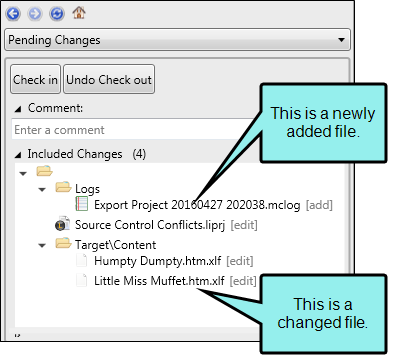 Pending Changes
Check in Undo Check out
Comment:
Enter a comment
Included Changes (4)
Logs
Export Project 20160427 202038.mclog [add]
Source Control Conflicts.liprj [edit]
Target\Content
Humpty Dumpty.htm.xlf [edit]
Little Miss Muffet.htm.xlf [edit]
This is a newly
added file.
This is a
changed file.